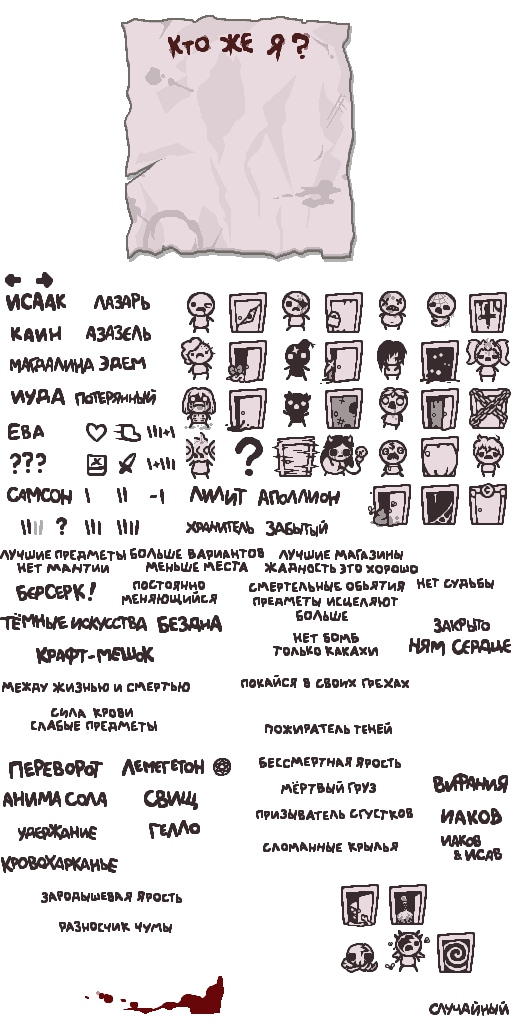 КТО ЖЕ Я?
ИСААК ЛАЗАРЬ
КАИН АЗАЗЕЛЬ
МАГДАЛИНА ЭДЕМ
ИУДА ПОТЕРЯННЫЙ
ЕВА
???
САМСОН
-1
ЛИЛИТ АПОЛЛИОН
?
ХРАНИТЕЛЬ ЗАБЫТЫЙ
ЛУЧШИЕ ПРЕДМЕТЫ
НЕТ МАНТИИ
БОЛЬШЕ ВАРИАНТОВ
МЕНЬШЕ МЕСТА
ЛУЧШИЕ МАГАЗИНЫ
ЖАДНОСТЬ ЭТО ХОРОШО
БЕРСЕРК!
ПОСТОЯННО
МЕНЯЮЩИЙСЯ
СМЕРТЕЛЬНЫЕ ОБЪЯТИЯ
ПРЕДМЕТЫ ИСЦЕЛЯЮТ
БОЛЬШЕ
НЕТ СУДЬБЫ
ТЁМНЫЕ ИСКУССТВА БЕЗДНА
ЗАКРЫТО
НЕТ БОМБ
ТОЛЬКО КАКАХИ
НЯМ СЕРДЦЕ
КРАФТ-МЕШОК
МЕЖДУ ЖИЗНЬЮ И СМЕРТЬЮ
ПОКАЙСЯ В СВОИХ ГРЕХАХ
СИЛА КРОВИ
СЛАБЫЕ ПРЕДМЕТЫ
ПОЖИРАТЕЛЬ ТЕНЕЙ
ПЕРЕВОРОТ ЛЕМЕГЕТОН
БЕССМЕРТНАЯ ЯРОСТЬ
МЁРТВЫЙ ГРУЗ
ВИФАНИЯ
АНИМА СОЛА СВИЩ
ПРИЗЫВАТЕЛЬ СГУСТКОВ
ИАКОВ
УДЕРЖАНИЕ ГЕЛЛО
СЛОМАННЫЕ КРЫЛЬЯ
ИАКОВ
& ИСАВ
КРОВОХАРКАНЬЕ
ЗАРОДЫШЕВАЯ ЯРОСТЬ
РАЗНОСЧИК ЧУМЫ
СЛУЧАЙНЫЙ